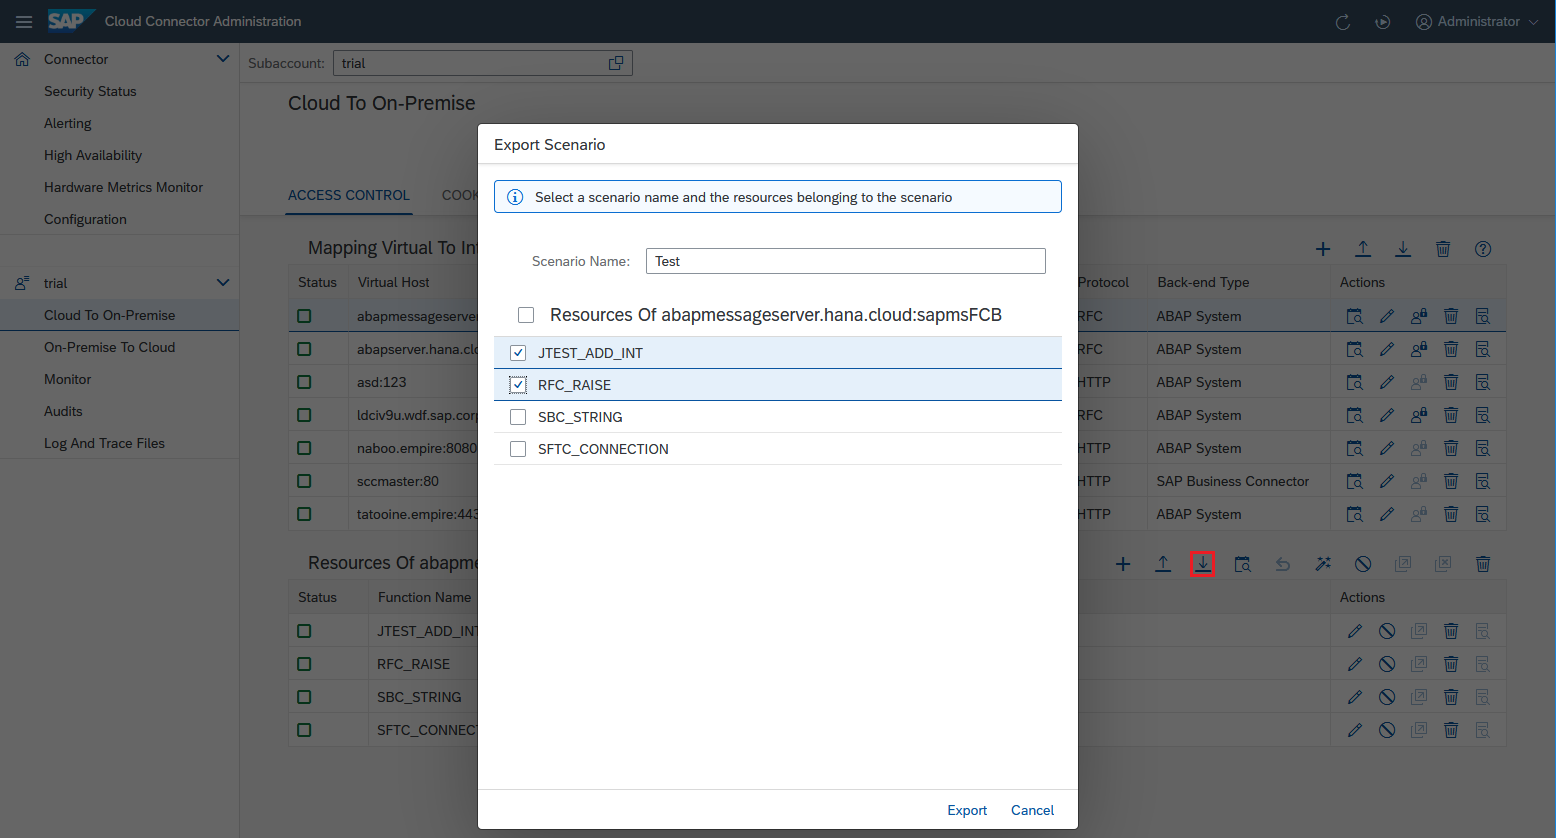 SAP Cloud Connector Administration
Administrator
Connector
Security Status
Alerting
High Availability
Hardware Metrics Monitor
Configuration
trial
Cloud To On-Premise
On-Premise To Cloud
Monitor
Audits
Log And Trace Files
Subaccount: trial
Cloud To On-Premise
ACCESS CONTROL COOK
Mapping Virtual To Int
Status Virtual Host Protocol Back-end Type Actions
abapmessageserver RFC ABAP System
abapserver.hana.clo RFC ABAP System
asd:123 HTTP ABAP System
ldciv9u.wdf.sap.corp RFC ABAP System
naboo.empire:8080 HTTP ABAP System
sccmaster:80 HTTP SAP Business Connector
tatooine.empire:443 HTTP ABAP System
Resources Of abapme
Status Function Name Actions
JTEST_ADD_INT
RFC_RAISE
SBC_STRING
SFTC_CONNECT
Export Scenario
Select a scenario name and the resources belonging to the scenario
Scenario Name: Test
Resources Of abapmessageserver.hana.cloud:sapmsFCB
JTEST_ADD_INT
RFC_RAISE
SBC_STRING
SFTC_CONNECTION
Export Cancel